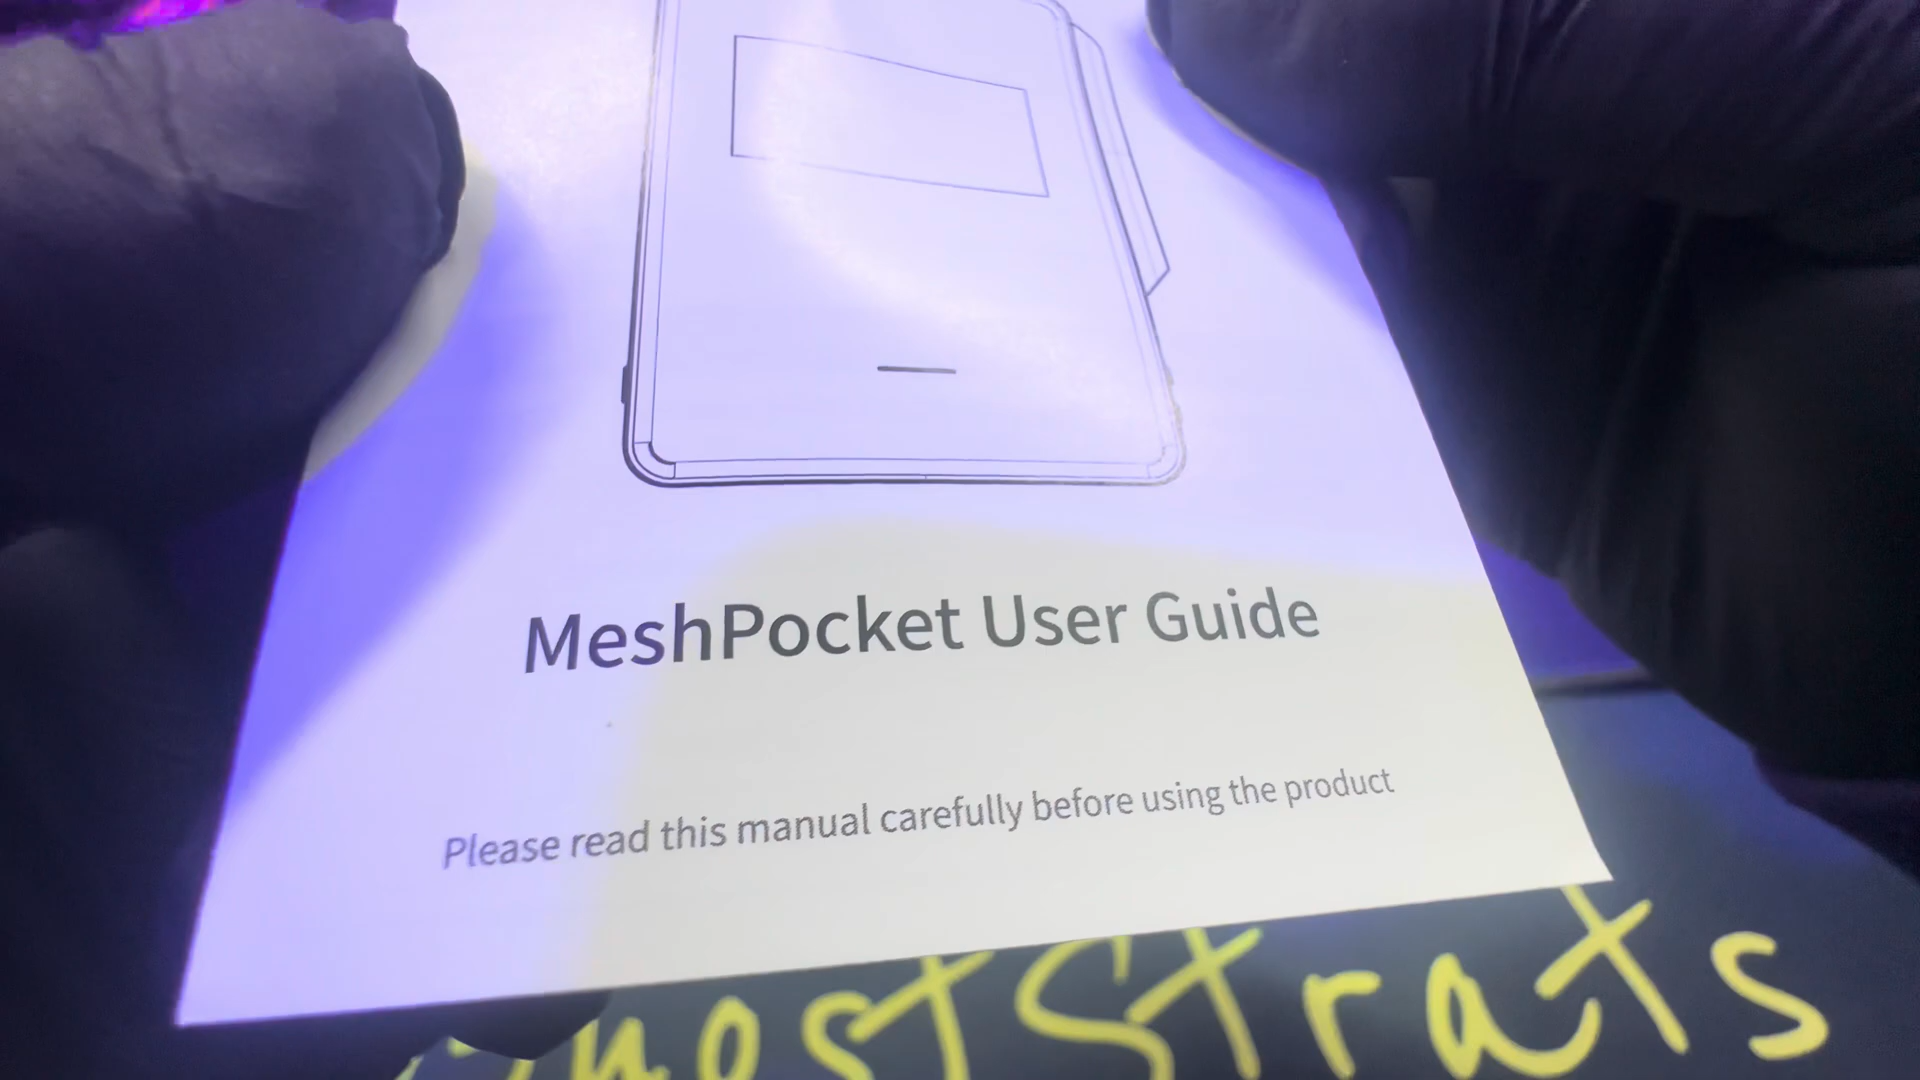 MeshPocket User Guide
Please read this manual carefully before using the product